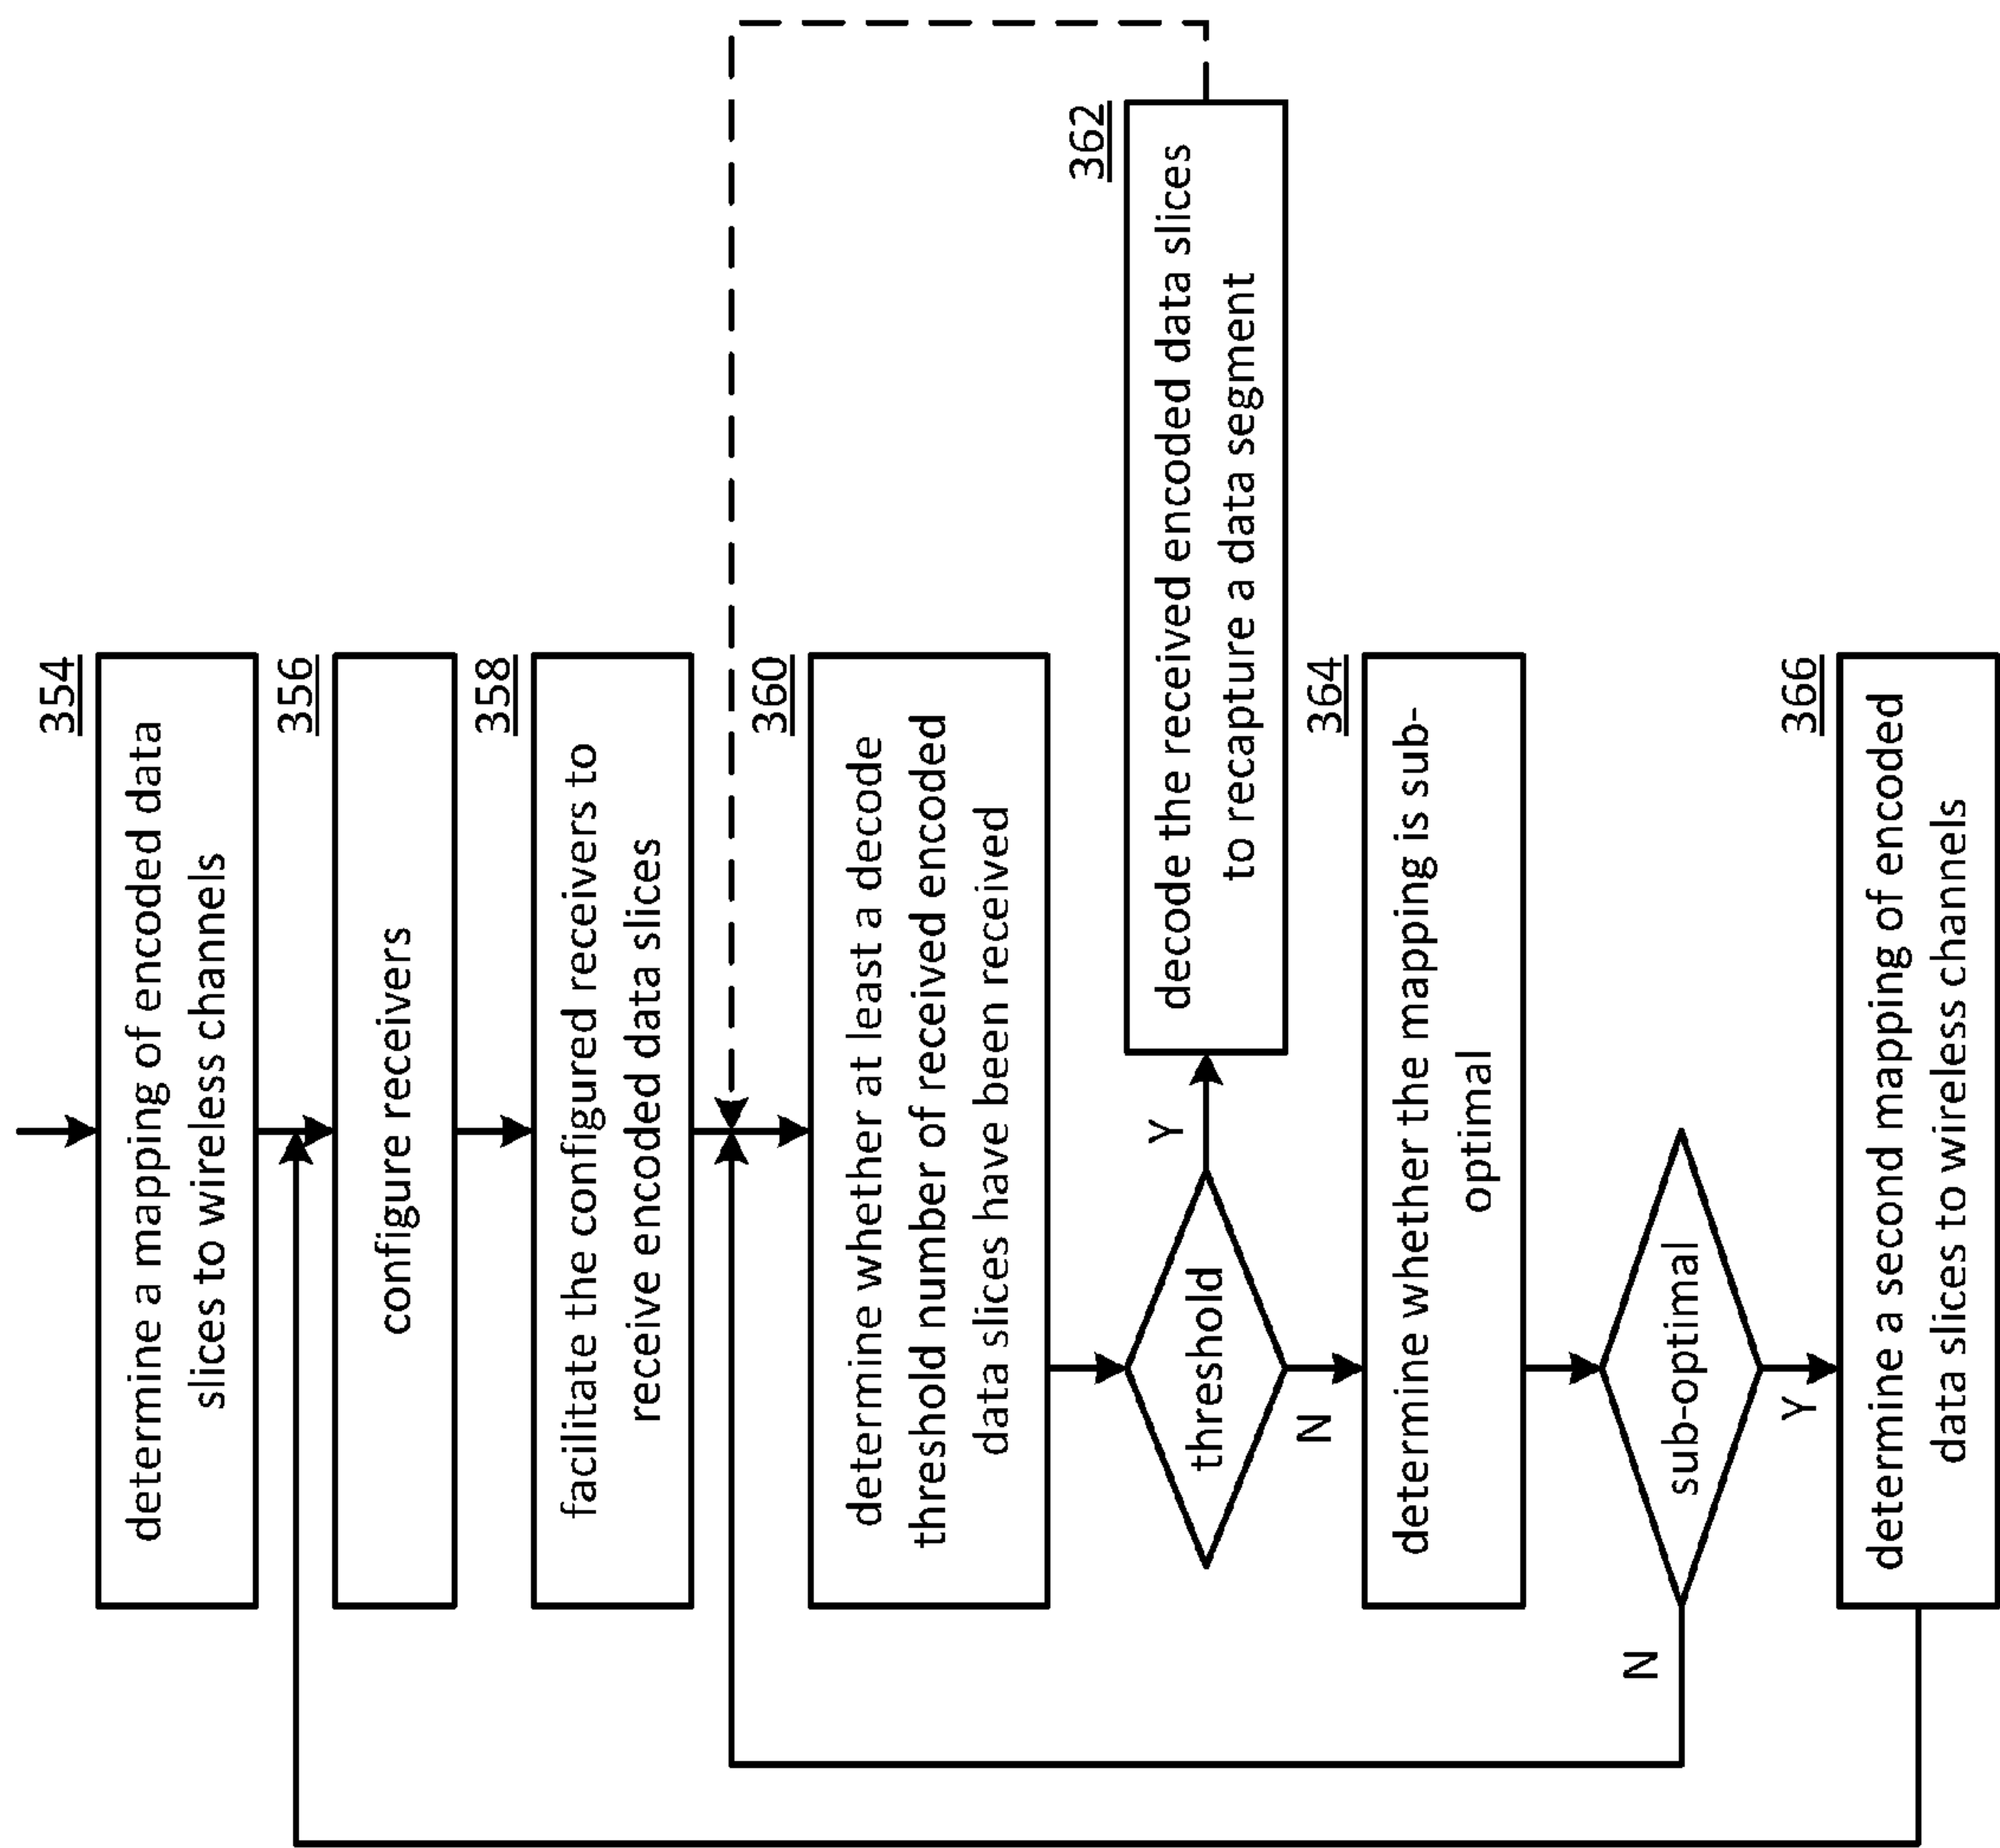 354
determine a mapping of encoded data
slices to wireless channels
356
configure receivers
358
facilitate the configured receivers to
receive encoded data slices
360
determine whether at least a decode
threshold number of received encoded
data slices have been received
threshold
Y
N
362
decode the received encoded data slices
to recapture a data segment
364
determine whether the mapping is sub-
optimal
sub-optimal
N
Y
366
determine a second mapping of encoded
data slices to wireless channels